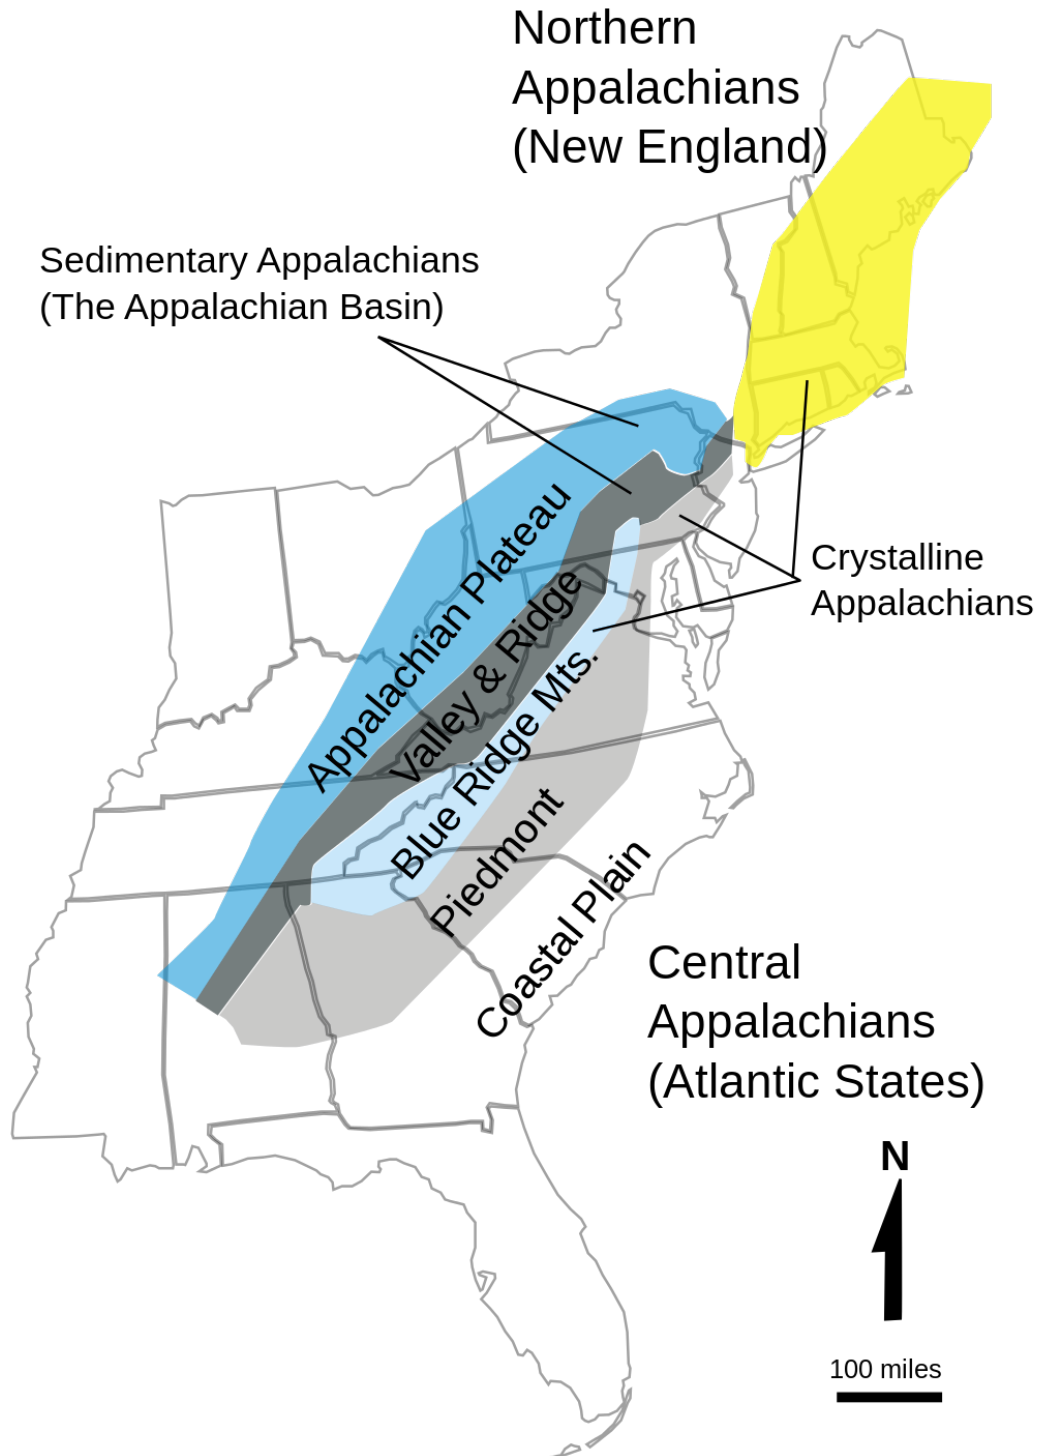 Northern
Appalachians
(New England)
Sedimentary Appalachians
(The Appalachian Basin)
Crystalline
Appalachians
Appalachian Plateau
Valley & Ridge
Blue Ridge Mts.
Piedmont
Coastal Plain
Central
Appalachians
(Atlantic States)
N
100 miles